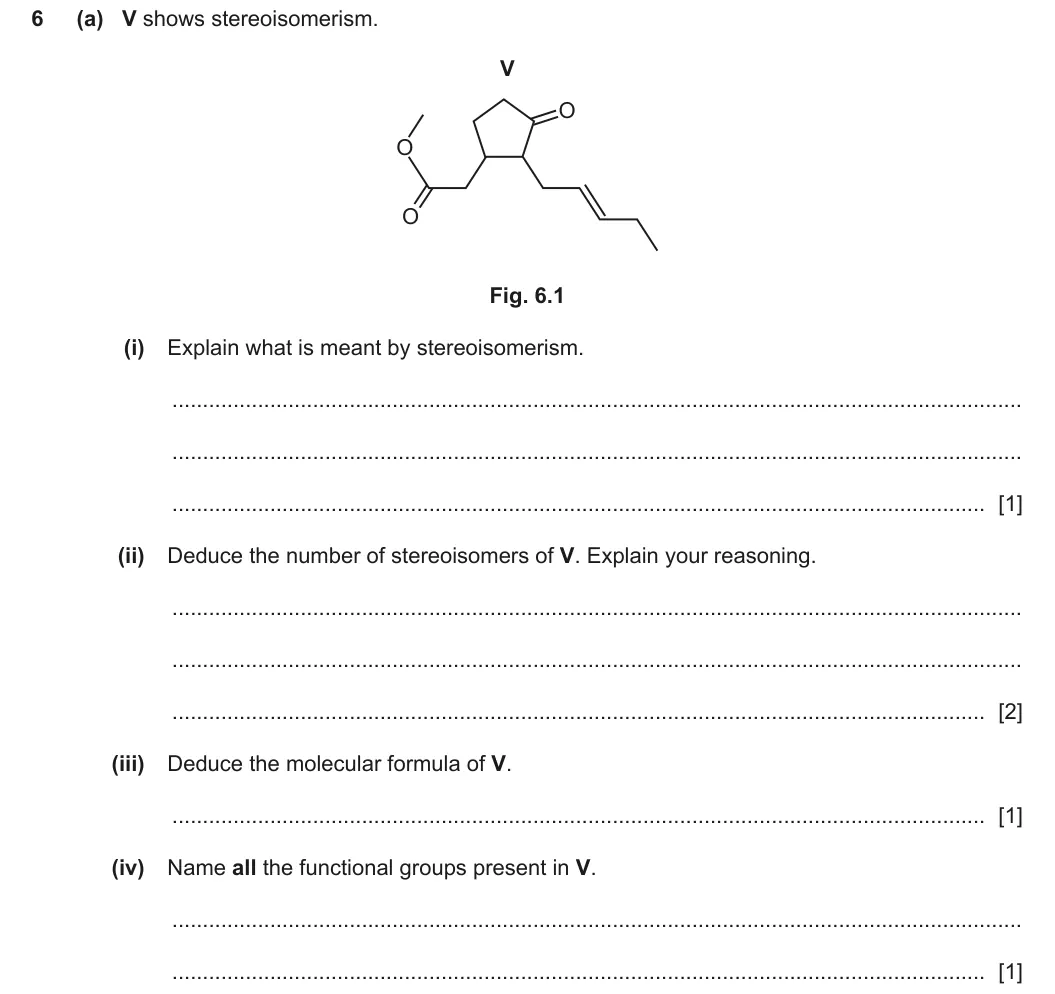 6 (a) V shows stereoisomerism.
V
O
O
O
Fig. 6.1
(i) Explain what is meant by stereoisomerism.
..........................................................................................................................................
..........................................................................................................................................
.................................................................................................................................... [1]
(ii) Deduce the number of stereoisomers of V. Explain your reasoning.
..........................................................................................................................................
..........................................................................................................................................
.................................................................................................................................... [2]
(iii) Deduce the molecular formula of V.
.................................................................................................................................... [1]
(iv) Name all the functional groups present in V.
..........................................................................................................................................
.................................................................................................................................... [1]